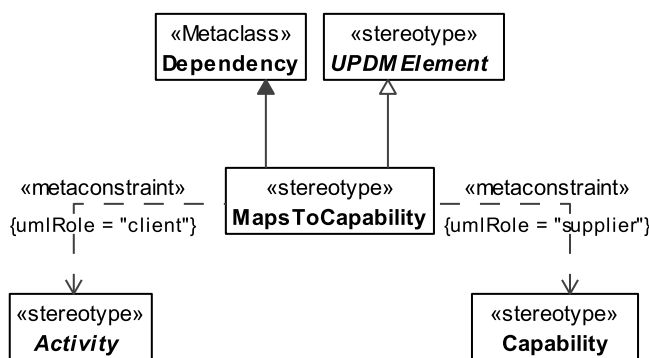 «Metaclass»
Dependency
«stereotype»
UPDMElement
«stereotype»
MapsToCapability
«metaconstraint»
{umlRole = "client"}
«metaconstraint»
{umlRole = "supplier"}
«stereotype»
Activity
«stereotype»
Capability